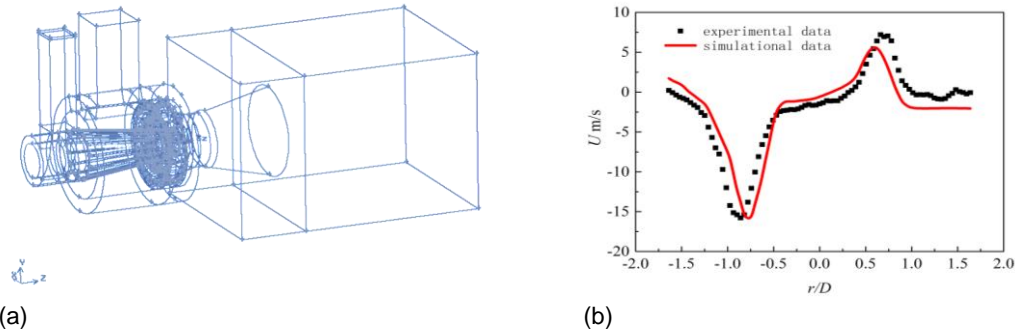 Y
Z
(a)
10
5
0
-5
-10
-15
-20
U m/s
experimental data
simulational data
-2.0 -1.5 -1.0 -0.5 0.0 0.5 1.0 1.5 2.0
r/D
(b)